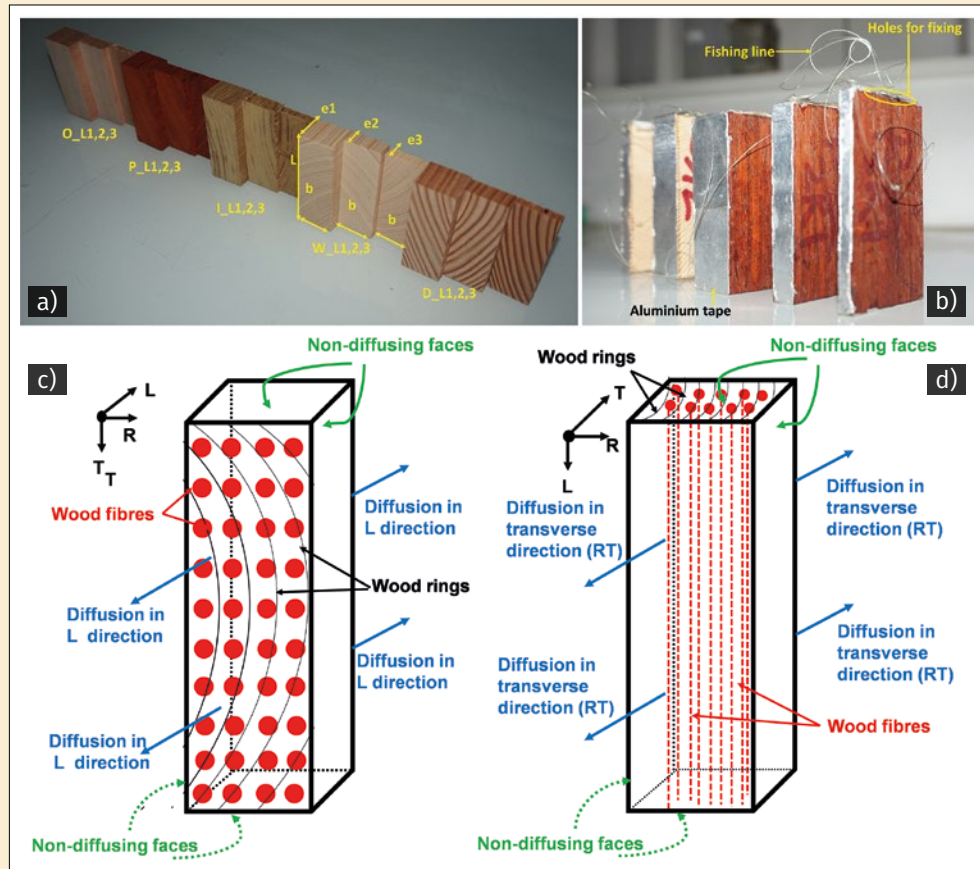 O_L1,2,3
P_L1,2,3
I_L1,2,3
W_L1,2,3
D_L1,2,3
e1
e2
e3
L
b
b
b
a)
Holes for fixing
Fishing line
Aluminium tape
b)
c)
Non-diffusing faces
L
R
T
T
Wood fibres
Diffusion in
L direction
Wood rings
Diffusion in
L direction
Diffusion in
L direction
Diffusion in
L direction
Non-diffusing faces
d)
Non-diffusing faces
Wood rings
T
R
L
Diffusion in
transverse
direction (RT)
Diffusion in
transverse
direction (RT)
Diffusion in
transverse
direction (RT)
Diffusion in
transverse
direction (RT)
Wood fibres
Non-diffusing faces